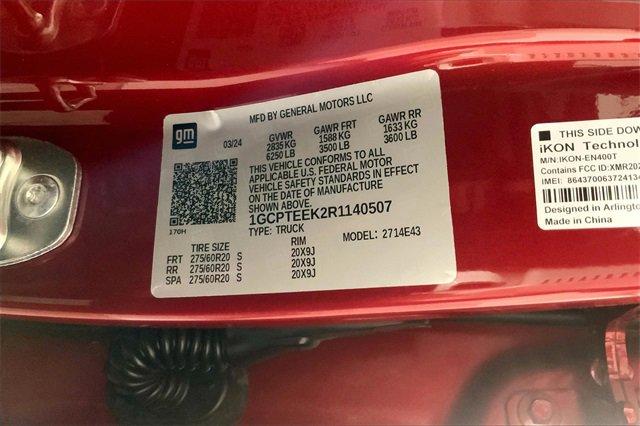 MFD BY GENERAL MOTORS LLC
gm
03/24
GVWR GAWR FRT GAWR RR
2835 KG 1588 KG 1633 KG
6250 LB 3500 LB 3600 LB
THIS VEHICLE CONFORMS TO ALL
APPLICABLE U.S. FEDERAL MOTOR
VEHICLE SAFETY STANDARDS IN EFFECT
ON THE DATE OF MANUFACTURE
SHOWN ABOVE.
1GCPTEEK2R1140507
170H
TYPE: TRUCK MODEL: 2714E43
TIRE SIZE RIM
FRT 275/60R20 S 20X9J
RR 275/60R20 S 20X9J
SPA 275/60R20 S 20X9J
THIS SIDE DOW
iKON Technol
M/N:IKON-EN400T
Contains FCC ID:XMR202
IMEI: 86437006372413
Designed in Arlingto
Made in China